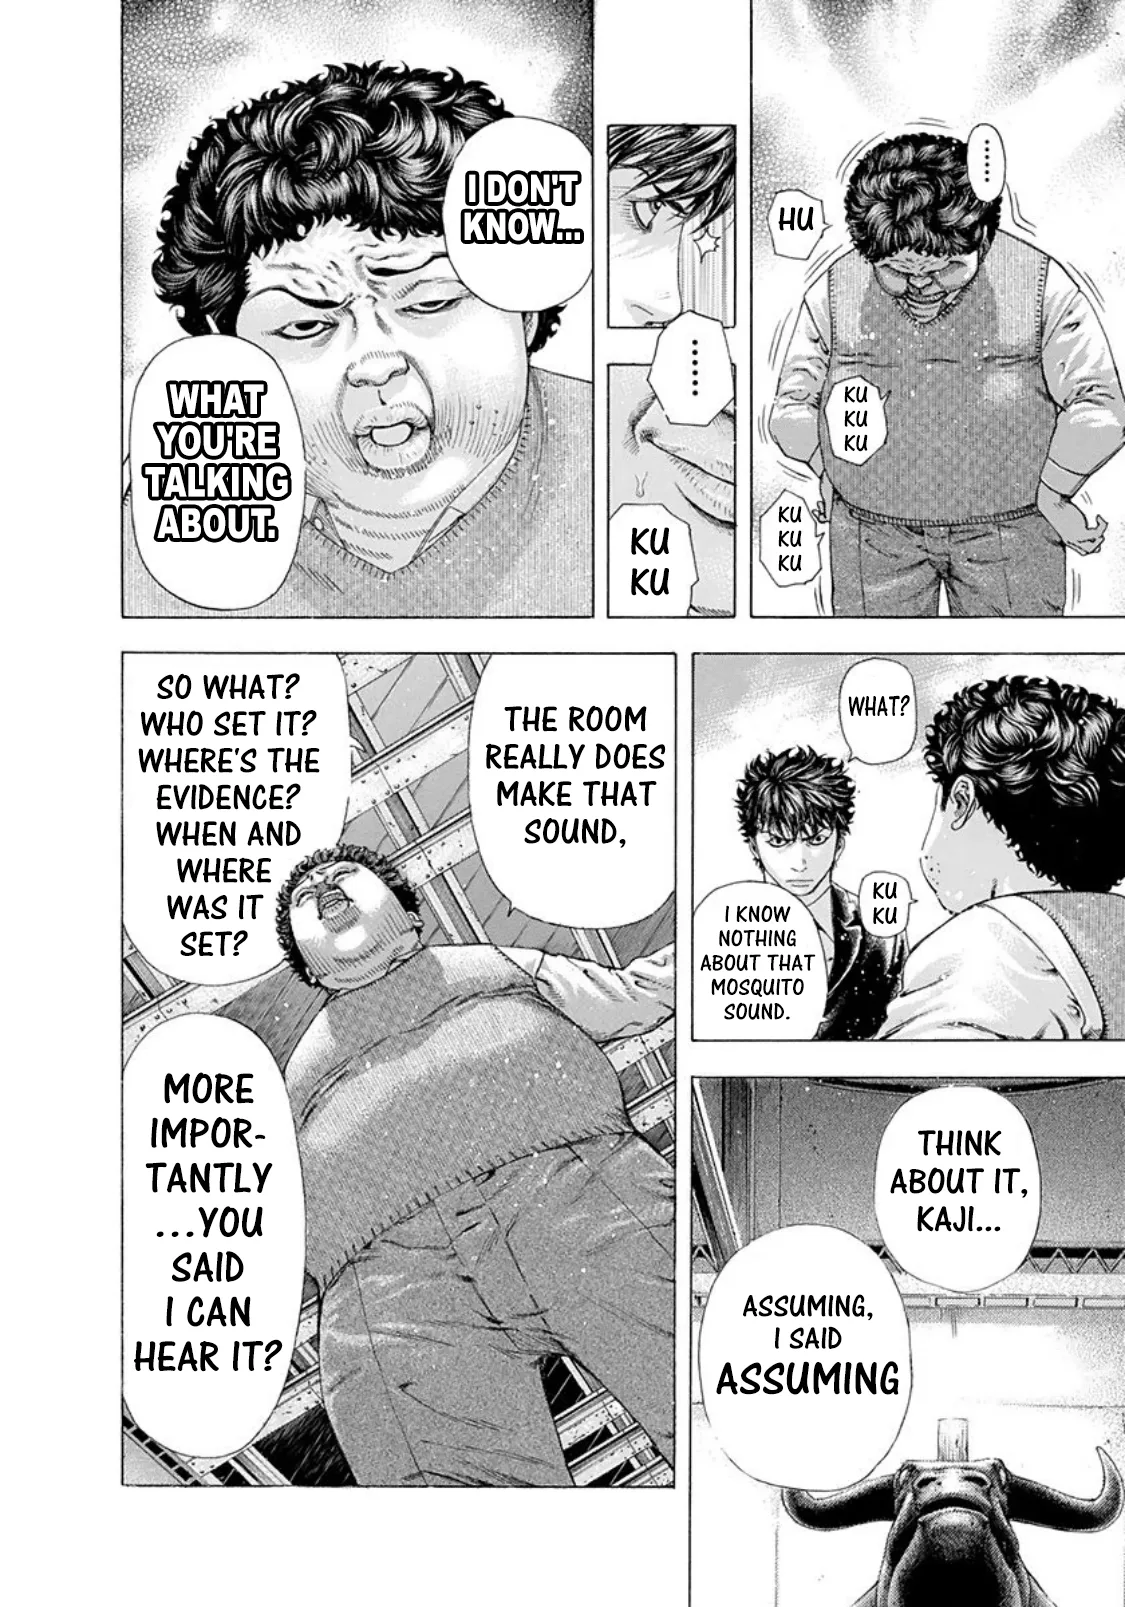 ......
HU
KU
KU
KU
KU
KU
KU
......
KU
KU
I DON'T
KNOW...
WHAT
YOU'RE
TALKING
ABOUT.
WHAT?
KU
KU
I KNOW
NOTHING
ABOUT THAT
MOSQUITO
SOUND.
THINK
ABOUT IT,
KAJI...
ASSUMING,
I SAID
ASSUMING
THE ROOM
REALLY DOES
MAKE THAT
SOUND,
SO WHAT?
WHO SET IT?
WHERE'S THE
EVIDENCE?
WHEN AND
WHERE
WAS IT
SET?
MORE
IMPOR-
TANTLY
...YOU
SAID
I CAN
HEAR IT?